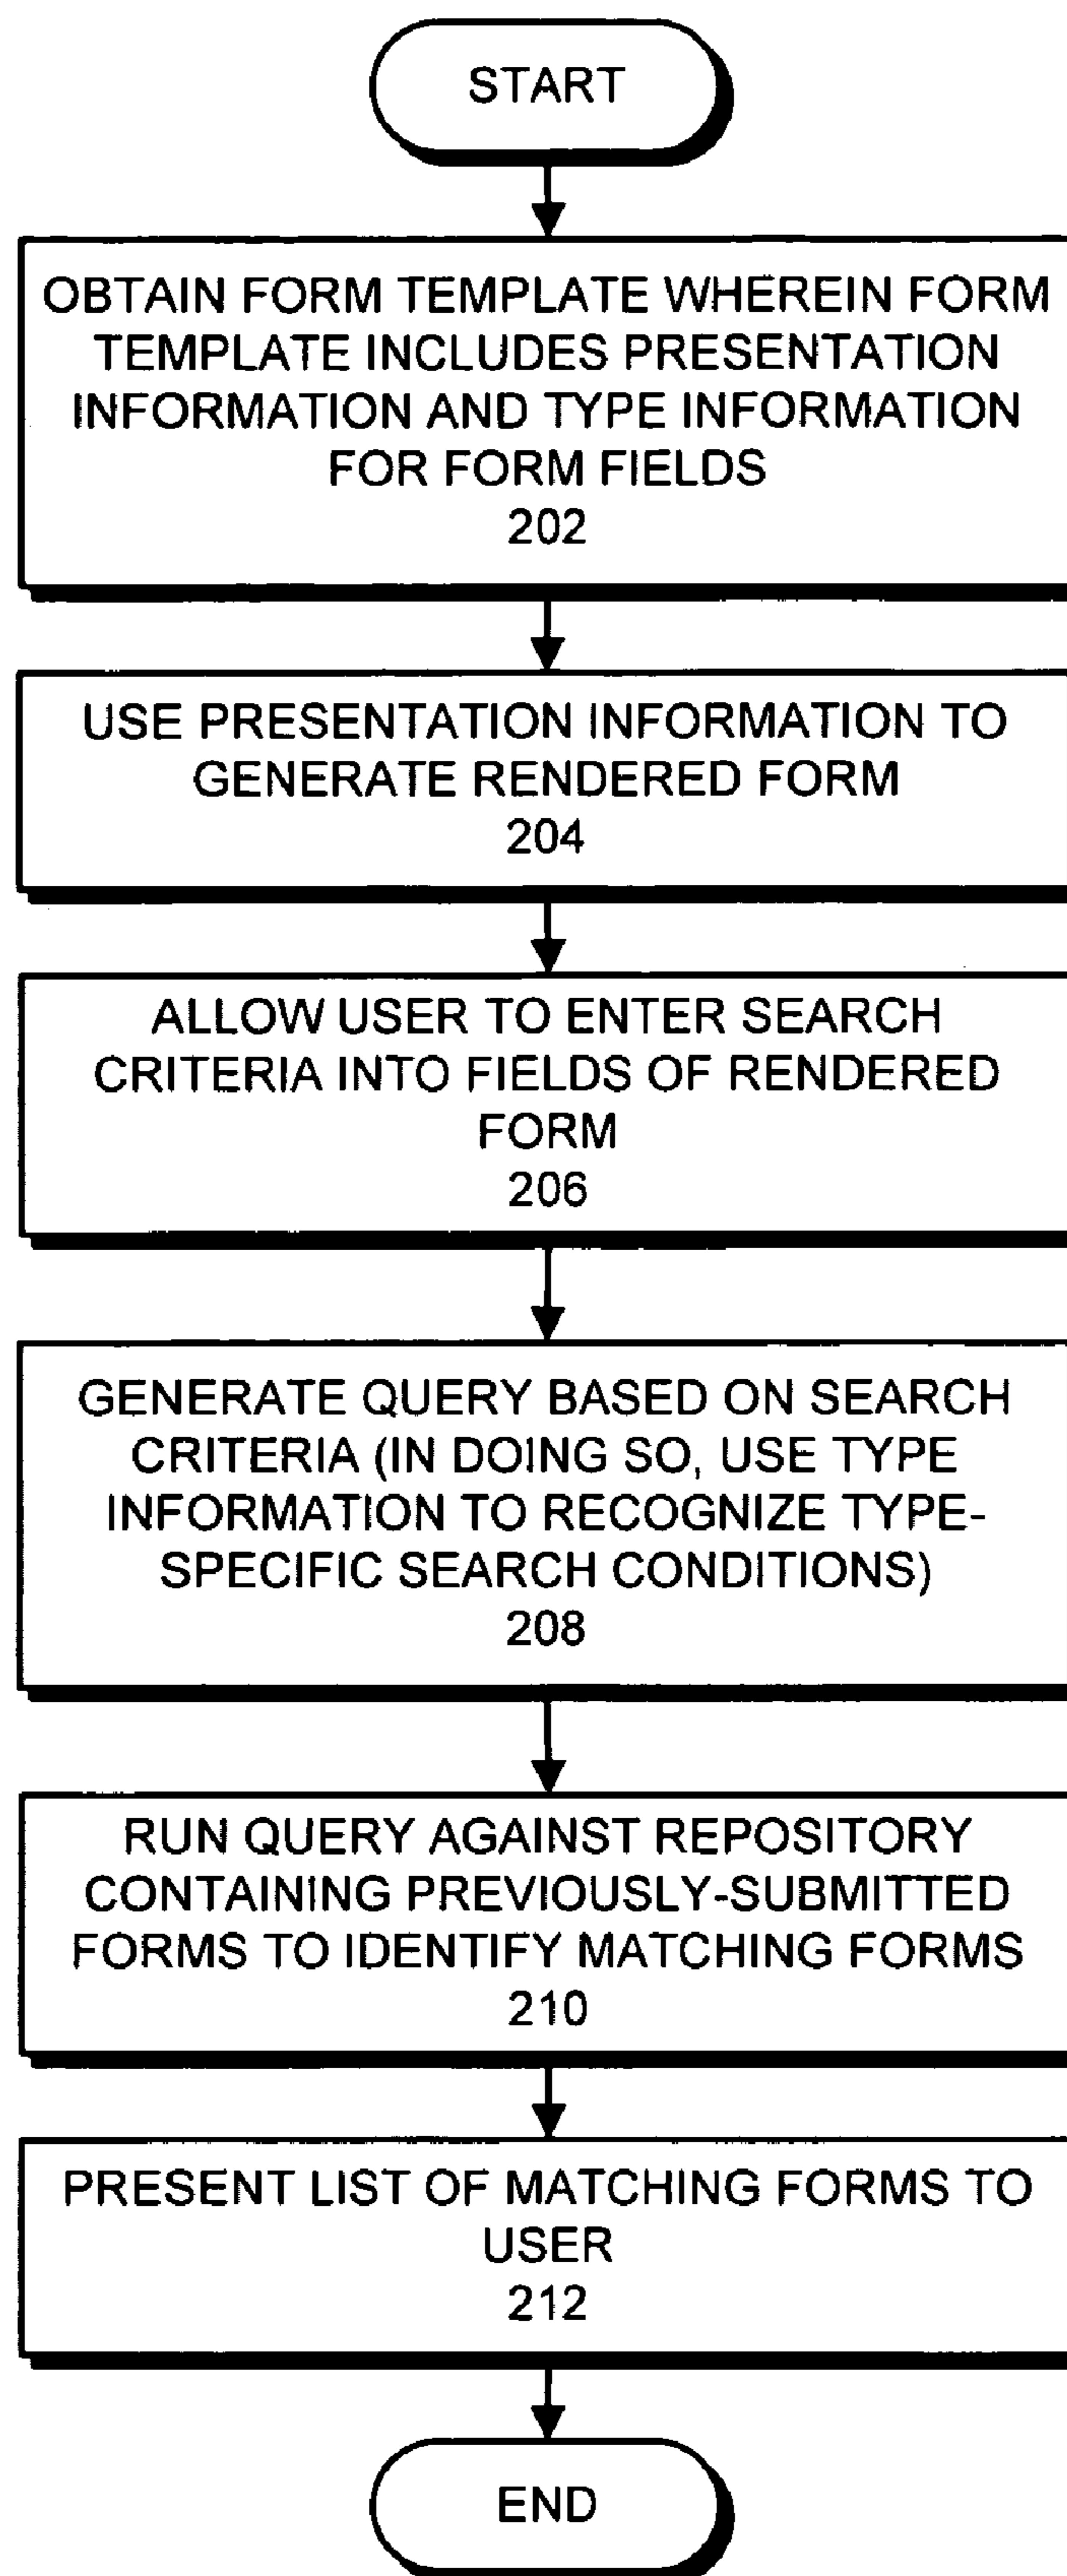 START
OBTAIN FORM TEMPLATE WHEREIN FORM
TEMPLATE INCLUDES PRESENTATION
INFORMATION AND TYPE INFORMATION
FOR FORM FIELDS
202
USE PRESENTATION INFORMATION TO
GENERATE RENDERED FORM
204
ALLOW USER TO ENTER SEARCH
CRITERIA INTO FIELDS OF RENDERED
FORM
206
GENERATE QUERY BASED ON SEARCH
CRITERIA (IN DOING SO, USE TYPE
INFORMATION TO RECOGNIZE TYPE-
SPECIFIC SEARCH CONDITIONS)
208
RUN QUERY AGAINST REPOSITORY
CONTAINING PREVIOUSLY-SUBMITTED
FORMS TO IDENTIFY MATCHING FORMS
210
PRESENT LIST OF MATCHING FORMS TO
USER
212
END